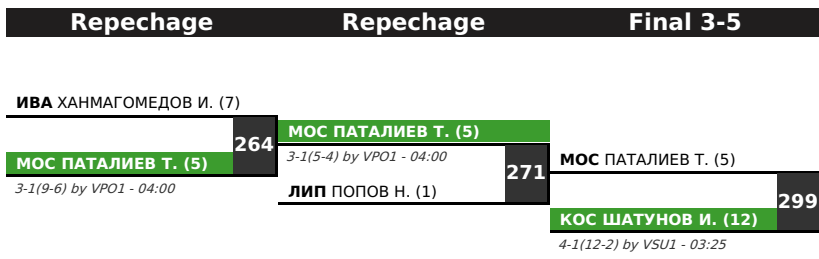 Repechage
Repechage
Final 3-5
ИВА ХАНМАГОМЕДОВ И. (7)
264
МОС ПАТАЛИЕВ Т. (5)
3-1(9-6) by VPO1 - 04:00
МОС ПАТАЛИЕВ Т. (5)
3-1(5-4) by VPO1 - 04:00
271
ЛИП ПОПОВ Н. (1)
МОС ПАТАЛИЕВ Т. (5)
299
КОС ШАТУНОВ И. (12)
4-1(12-2) by VSU1 - 03:25